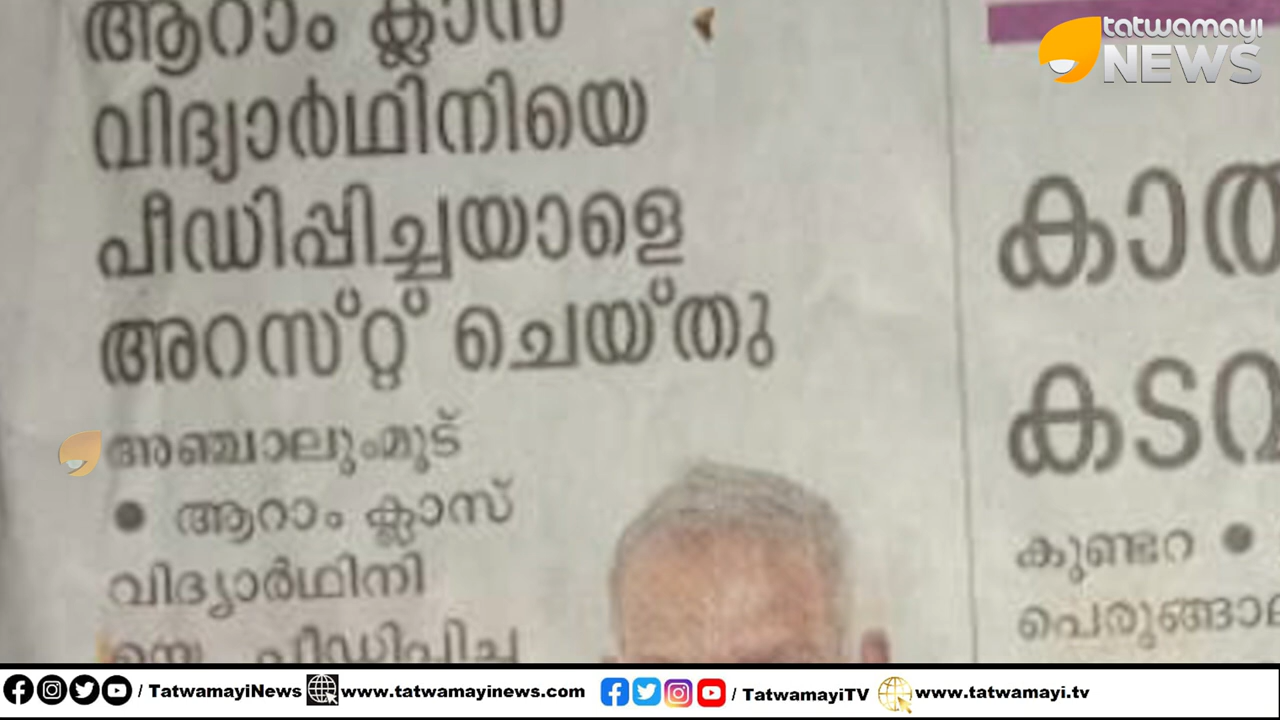 ആറാം ക്ലാസ്
വിദ്യാർഥിനിയെ
പീഡിപ്പിച്ചയാളെ
അറസ്റ്റ് ചെയ്തു
അഞ്ചാലുംമൂട്
● ആറാം ക്ലാസ്
വിദ്യാർഥിനി
യെ പീഡിപ്പിച്ച
കുണ്ടറ ●
tatwamayi
NEWS
/ TatwamayiNews www.tatwamayinews.com / TatwamayiTV www.tatwamayi.tv